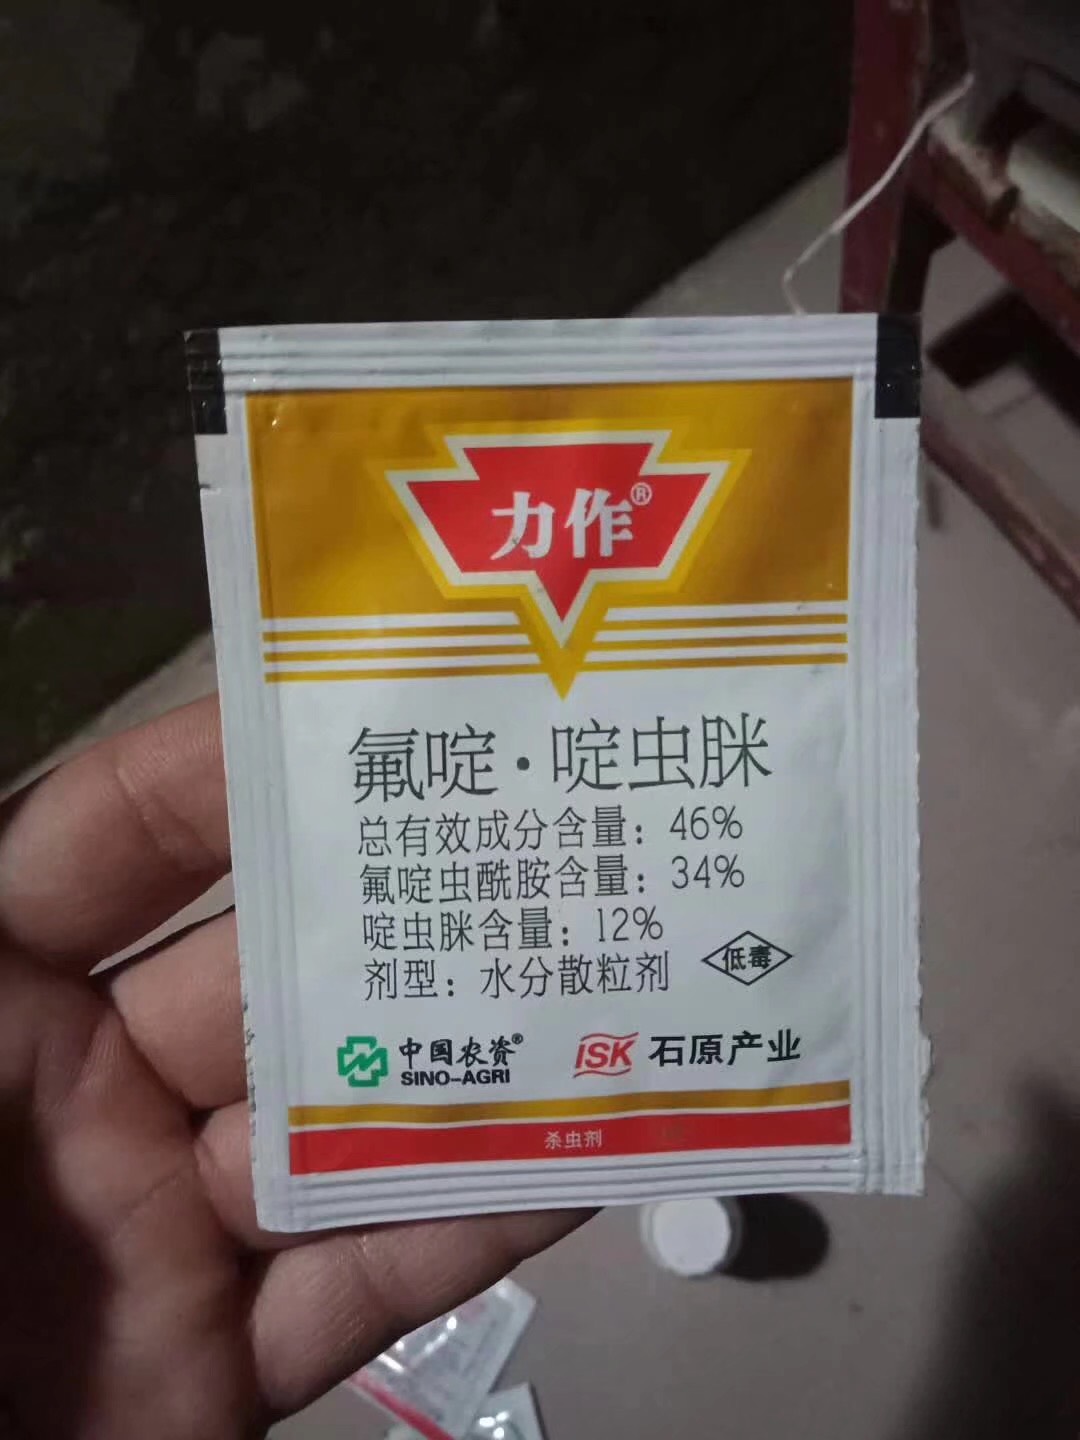 力作®
氟啶·啶虫脒
总有效成分含量：46%
氟啶虫酰胺含量：34%
啶虫脒含量：12%
剂型：水分散粒剂
低毒
中国农资®
SINO-AGRI
ISK 石原产业
杀虫剂